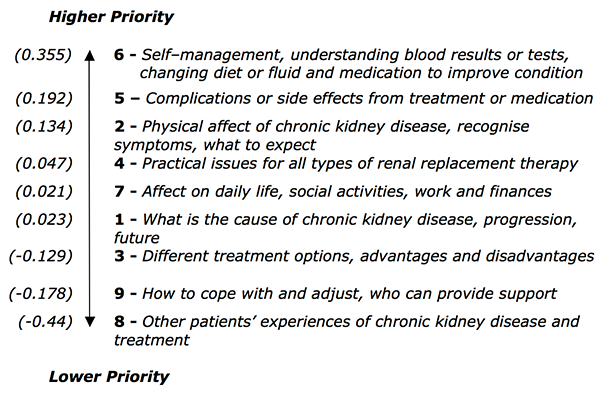 Higher Priority
(0.355) 6 - Self–management, understanding blood results or tests,
changing diet or fluid and medication to improve condition
(0.192) 5 – Complications or side effects from treatment or medication
(0.134) 2 - Physical affect of chronic kidney disease, recognise
symptoms, what to expect
(0.047) 4 - Practical issues for all types of renal replacement therapy
(0.021) 7 - Affect on daily life, social activities, work and finances
(0.023) 1 - What is the cause of chronic kidney disease, progression,
future
(-0.129) 3 - Different treatment options, advantages and disadvantages
(-0.178) 9 - How to cope with and adjust, who can provide support
(-0.44) 8 - Other patients’ experiences of chronic kidney disease and
treatment
Lower Priority